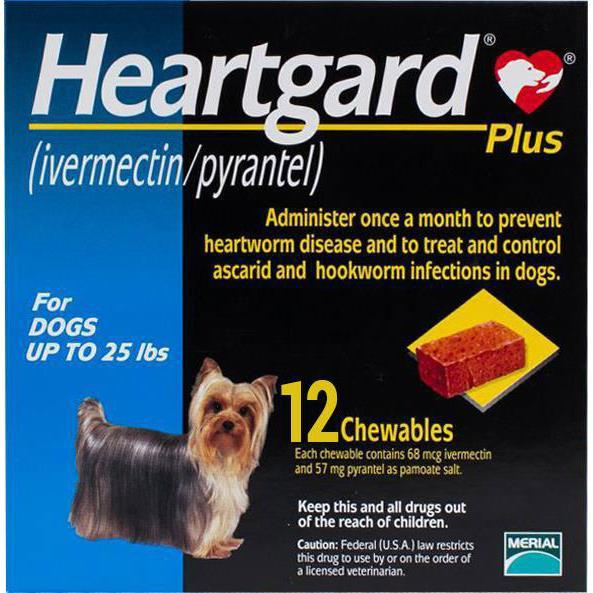 Heartgard®
®
Plus
(ivermectin/pyrantel)
Administer once a month to prevent
heartworm disease and to treat and control
ascarid and hookworm infections in dogs.
For
DOGS
UP TO 25 lbs
12 Chewables
Each chewable contains 68 mcg ivermectin
and 57 mg pyrantel as pamoate salt.
Keep this and all drugs out
of the reach of children.
Caution: Federal (U.S.A.) law restricts
this drug to use by or on the order of
a licensed veterinarian.
MERIAL